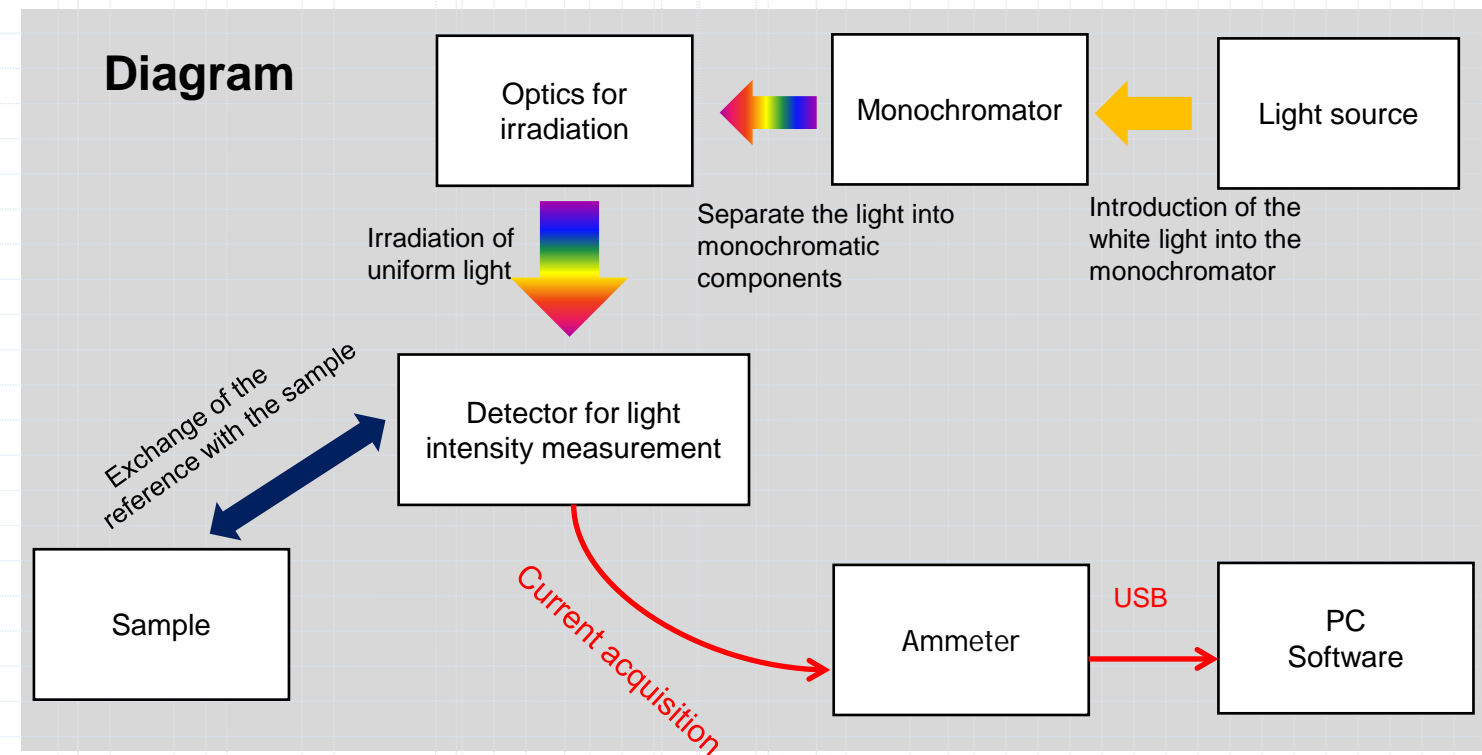 Diagram
Optics for
irradiation
Monochromator
Light source
Irradiation of
uniform light
Separate the light into
monochromatic
components
Introduction of the
white light into the
monochromator
Exchange of the
reference with the sample
Detector for light
intensity measurement
Sample
Current acquisition
Ammeter
USB
PC
Software